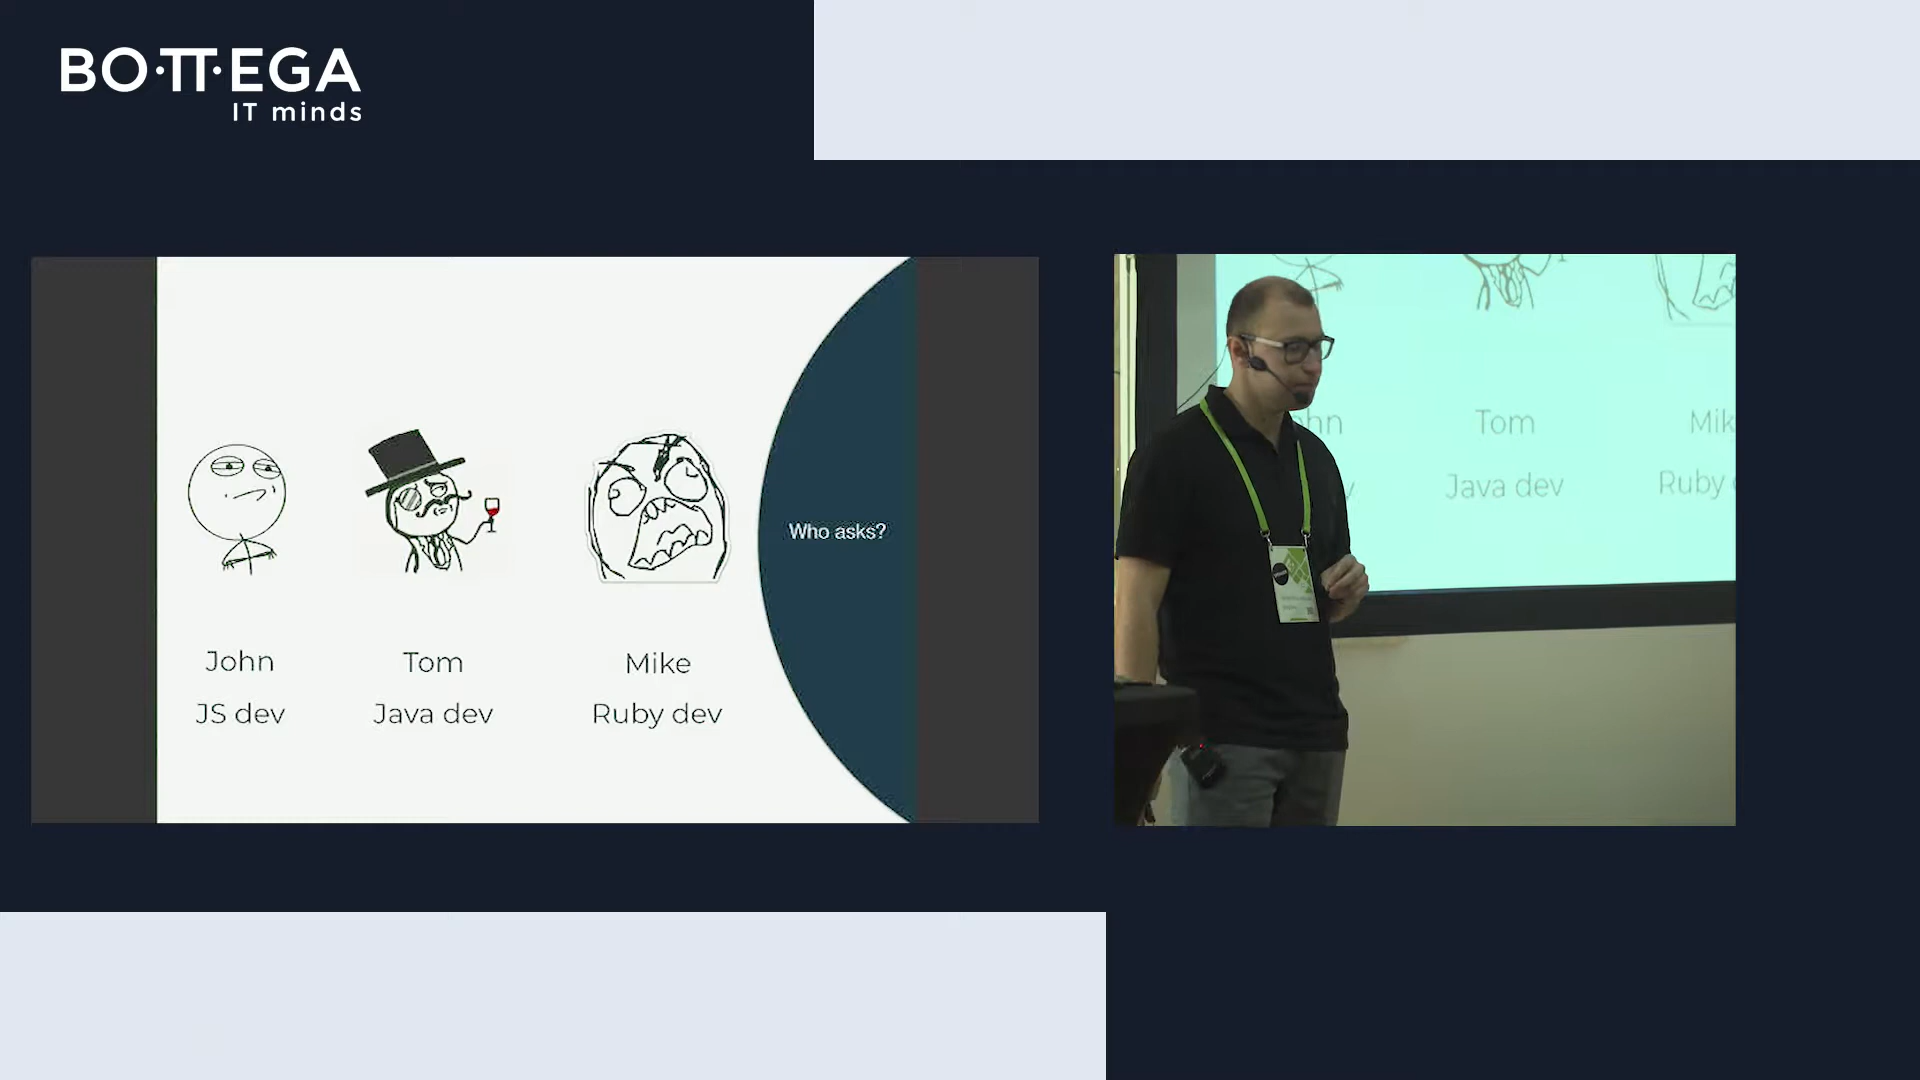 BO·TT·EGA
IT minds
John
Tom
Mike
JS dev
Java dev
Ruby dev
Who asks?
Tom
Mik
Java dev
Ruby